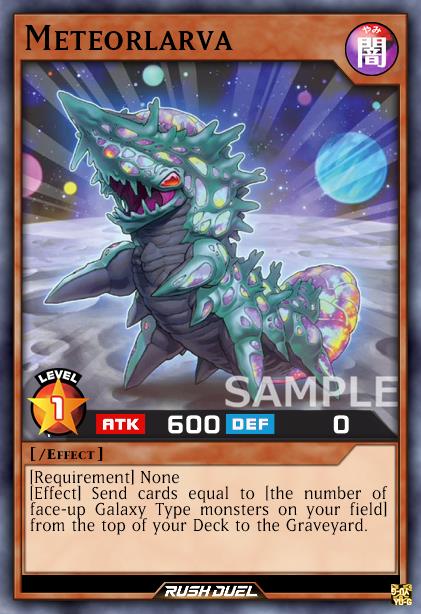 METEORLARVA
やみ
闇
SAMPLE
LEVEL
1
ATK 600 DEF 0
[ /EFFECT ]
[Requirement] None
[Effect] Send cards equal to [the number of
face-up Galaxy Type monsters on your field]
from the top of your Deck to the Graveyard.
RUSH DUEL